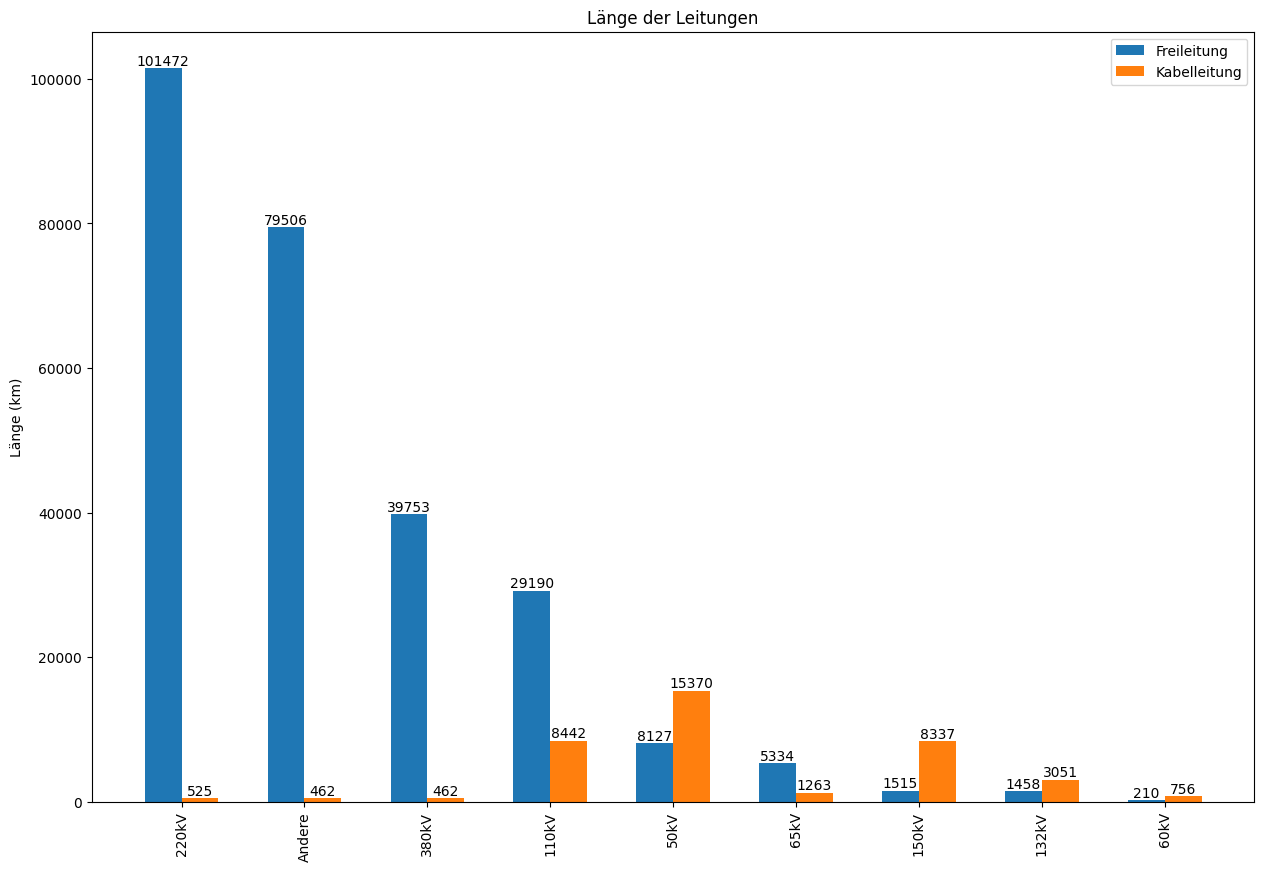 Länge der Leitungen
Freileitung
Kabelleitung
Länge (km)
100000
80000
60000
40000
20000
0
101472
525
79506
462
39753
462
29190
8442
8127
15370
5334
1263
1515
8337
1458
3051
210
756
220kV
Andere
380kV
110kV
50kV
65kV
150kV
132kV
60kV